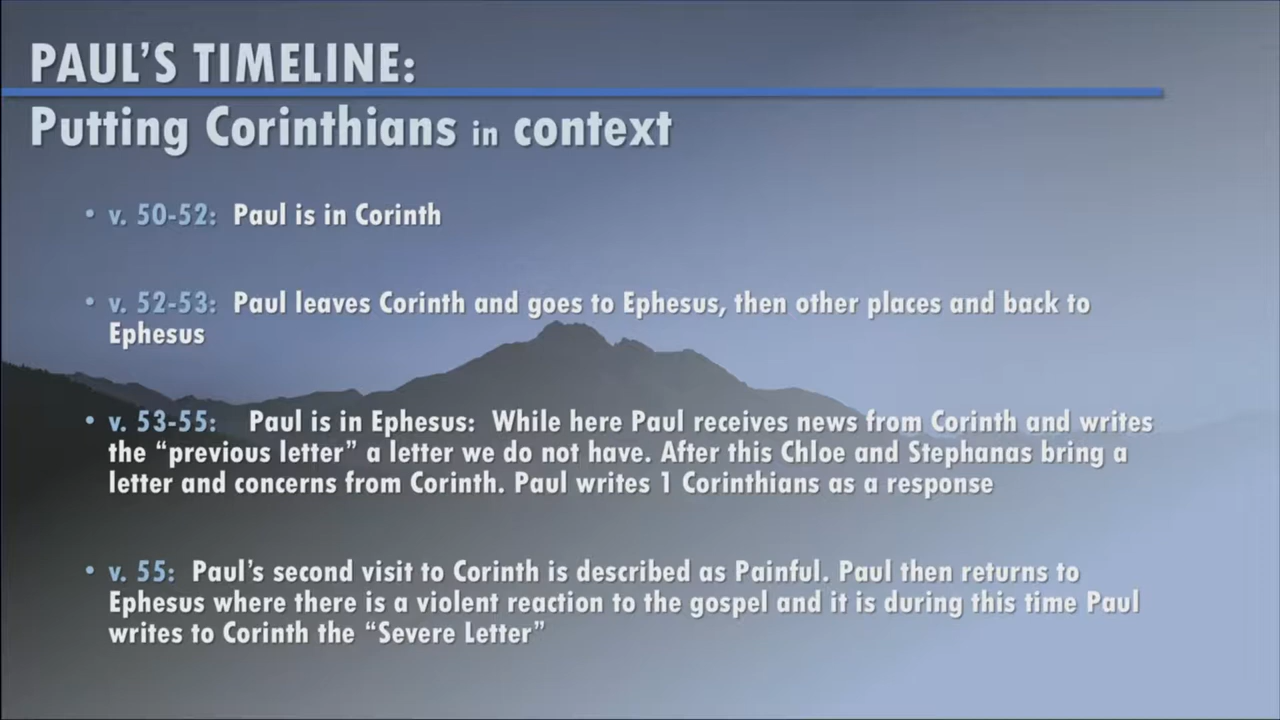 PAUL'S TIMELINE:
Putting Corinthians in context
• v. 50-52: Paul is in Corinth
• v. 52-53: Paul leaves Corinth and goes to Ephesus, then other places and back to
Ephesus
• v. 53-55: Paul is in Ephesus: While here Paul receives news from Corinth and writes
the “previous letter” a letter we do not have. After this Chloe and Stephanas bring a
letter and concerns from Corinth. Paul writes 1 Corinthians as a response
• v. 55: Paul's second visit to Corinth is described as Painful. Paul then returns to
Ephesus where there is a violent reaction to the gospel and it is during this time Paul
writes to Corinth the “Severe Letter”